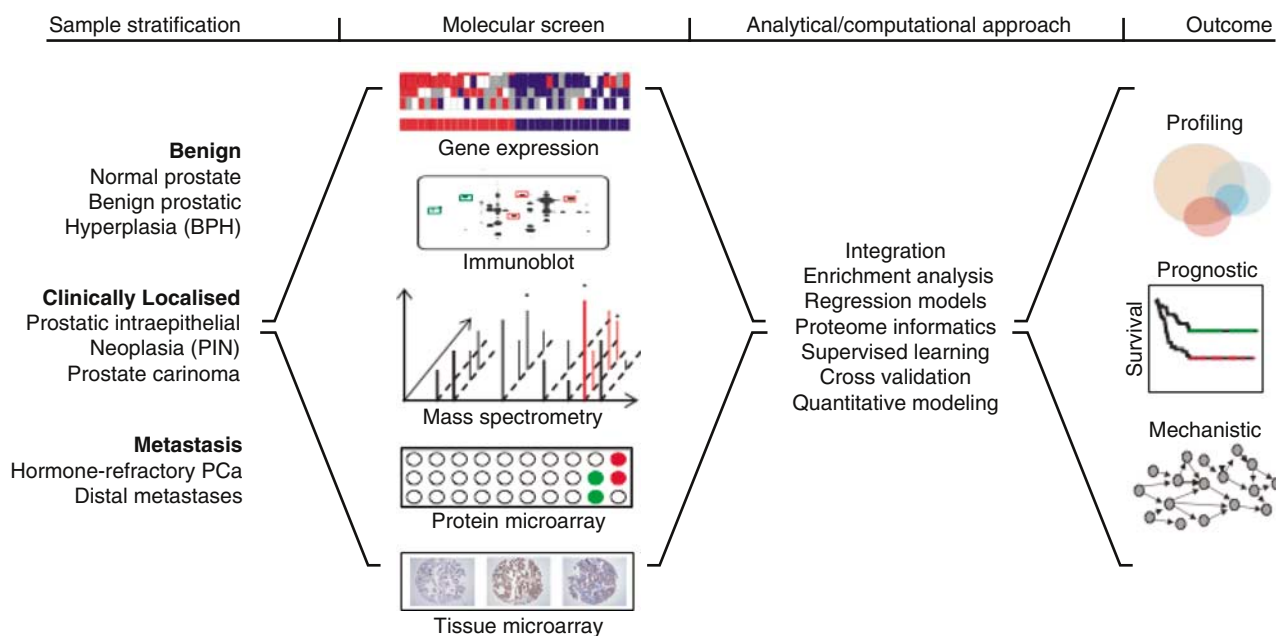 Sample stratification
Molecular screen
Analytical/computational approach
Outcome
Benign
Normal prostate
Benign prostatic
Hyperplasia (BPH)
Clinically Localised
Prostatic intraepithelial
Neoplasia (PIN)
Prostate carinoma
Metastasis
Hormone-refractory PCa
Distal metastases
Gene expression
Immunoblot
Mass spectrometry
Protein microarray
Tissue microarray
Integration
Enrichment analysis
Regression models
Proteome informatics
Supervised learning
Cross validation
Quantitative modeling
Profiling
Prognostic
Survival
Mechanistic